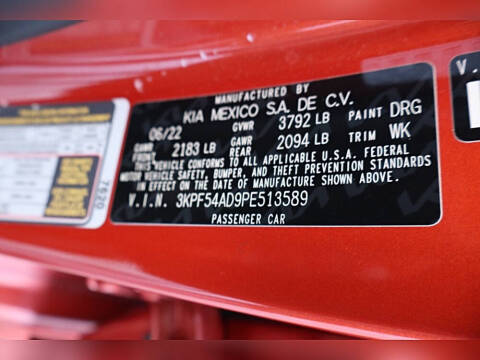 MANUFACTURED BY
KIA MEXICO S.A. DE C.V.
06/22 GVWR 3792 LB PAINT DRG
GAWR FRONT 2183 LB GAWR REAR 2094 LB TRIM WK
THIS VEHICLE CONFORMS TO ALL APPLICABLE U.S.A. FEDERAL
MOTOR VEHICLE SAFETY, BUMPER, AND THEFT PREVENTION STANDARDS
IN EFFECT ON THE DATE OF MANUFACTURE SHOWN ABOVE.
V.I.N. 3KPF54AD9PE513589
PASSENGER CAR
7520
V.